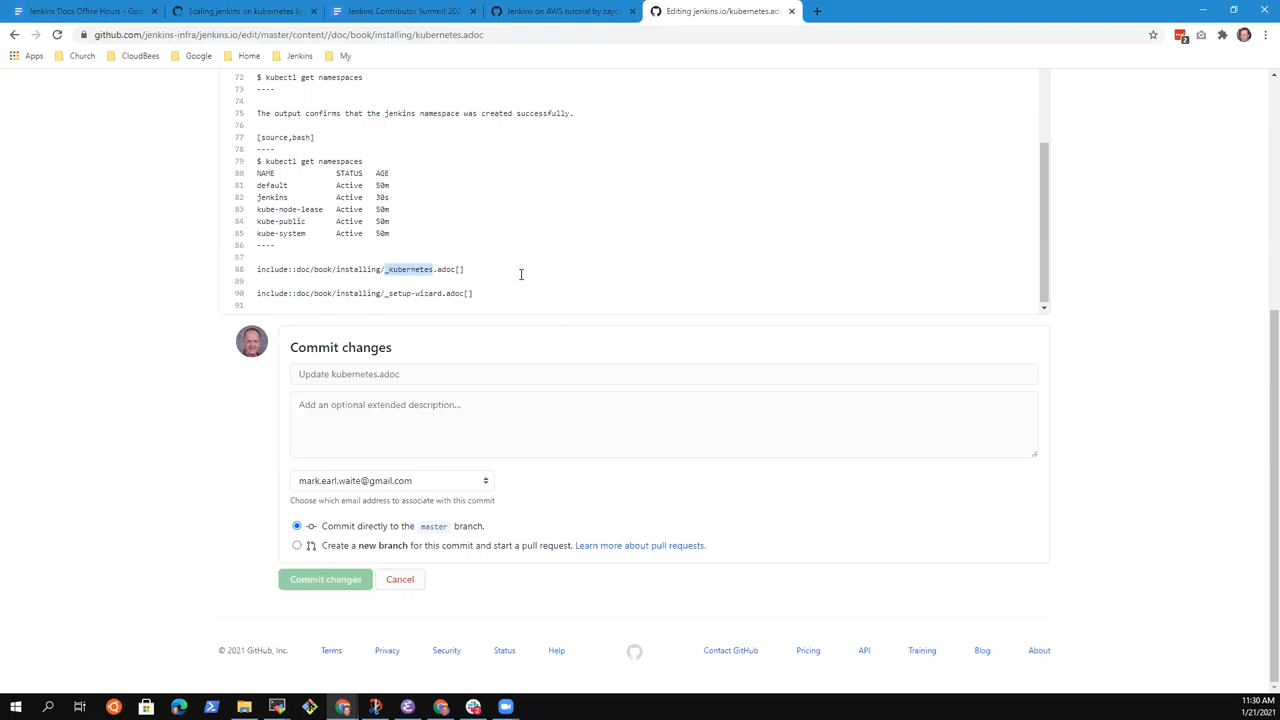 Jenkins Docs Office Hours - Goo
Scaling jenkins on kubernetes by
Jenkins Contributor Summit 202
Jenkins on AWS tutorial by zayco
Editing jenkins.io/kubernetes.ad
github.com/jenkins-infra/jenkins.io/edit/master/content//doc/book/installing/kubernetes.adoc
2
Apps
Church
CloudBees
Google
Home
Jenkins
My
72 $ kubectl get namespaces
73 ----
74
75 The output confirms that the jenkins namespace was created successfully.
76
77 [source,bash]
78 ----
79 $ kubectl get namespaces
80 NAME STATUS AGE
81 default Active 50m
82 jenkins Active 30s
83 kube-node-lease Active 50m
84 kube-public Active 50m
85 kube-system Active 50m
86 ----
87
88 include::doc/book/installing/_kubernetes.adoc[]
89
90 include::doc/book/installing/_setup-wizard.adoc[]
91
Commit changes
Update kubernetes.adoc
Add an optional extended description...
mark.earl.waite@gmail.com
Choose which email address to associate with this commit
Commit directly to the master branch.
Create a new branch for this commit and start a pull request. Learn more about pull requests.
Commit changes Cancel
© 2021 GitHub, Inc. Terms Privacy Security Status Help Contact GitHub Pricing API Training Blog About
11:30 AM
1/21/2021